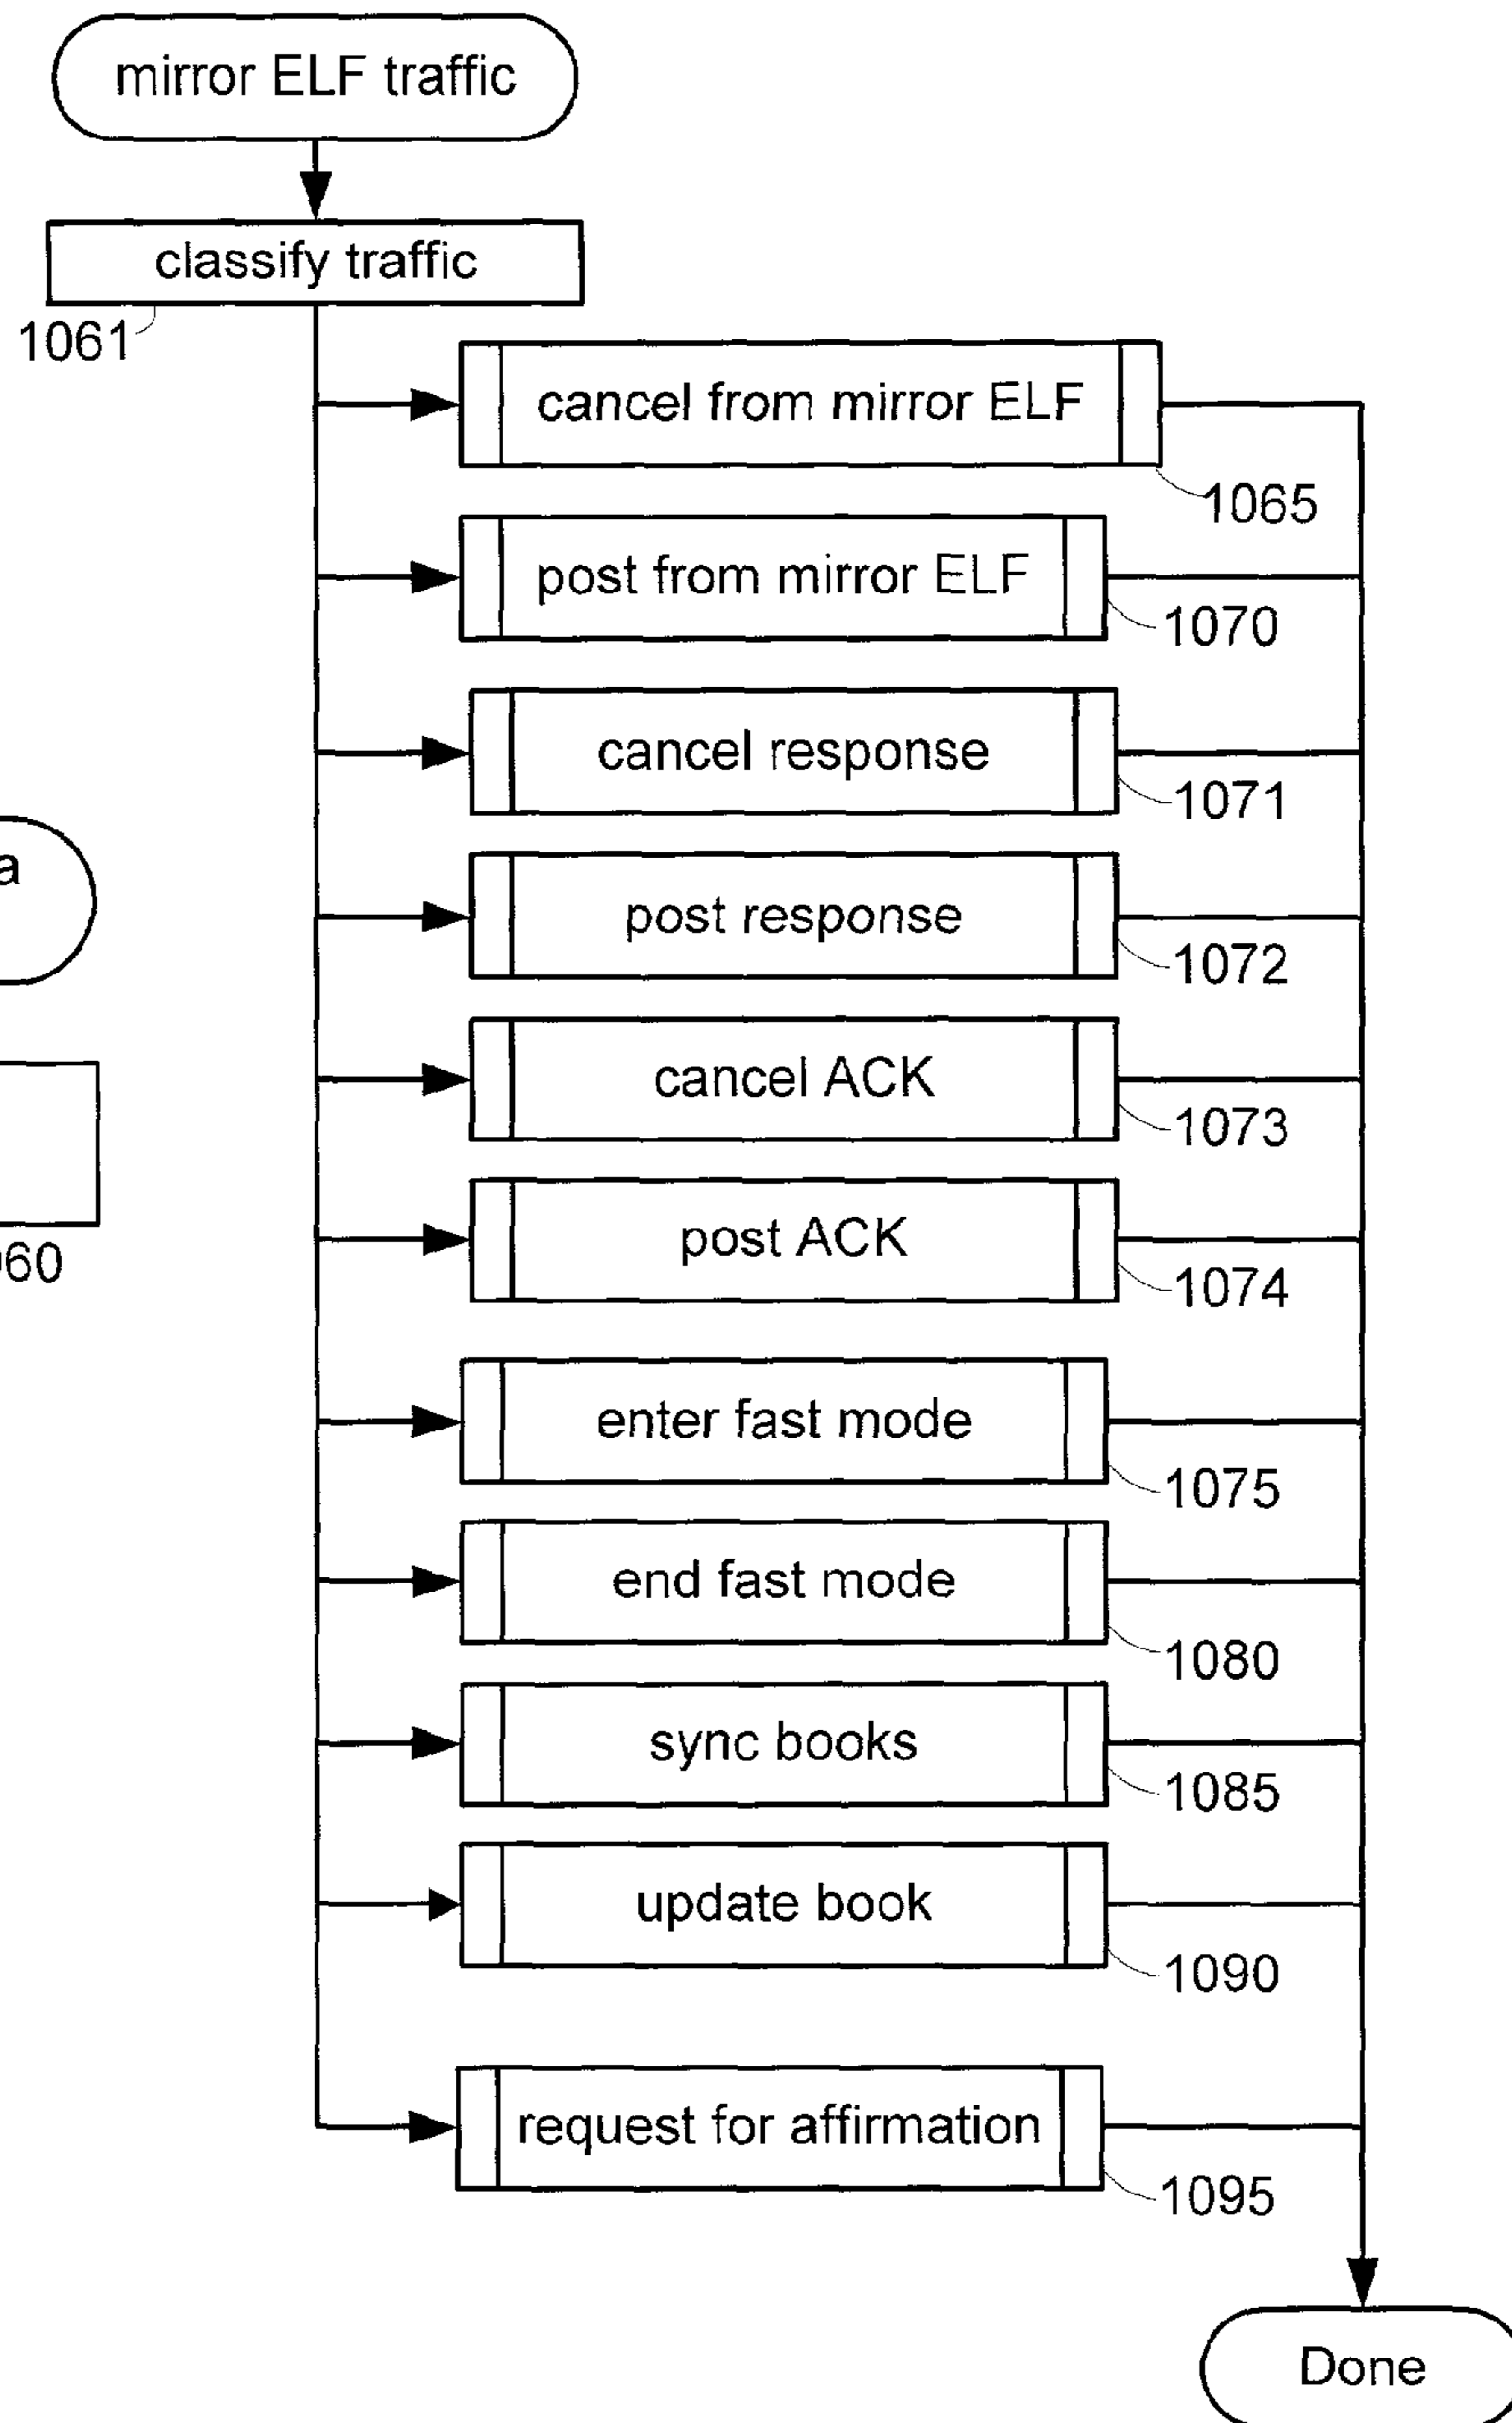 mirror ELF traffic
classify traffic
1061
cancel from mirror ELF
1065
post from mirror ELF
1070
cancel response
1071
a
post response
1072
cancel ACK
1073
post ACK
60
1074
enter fast mode
1075
end fast mode
1080
sync books
1085
update book
1090
request for affirmation
1095
Done